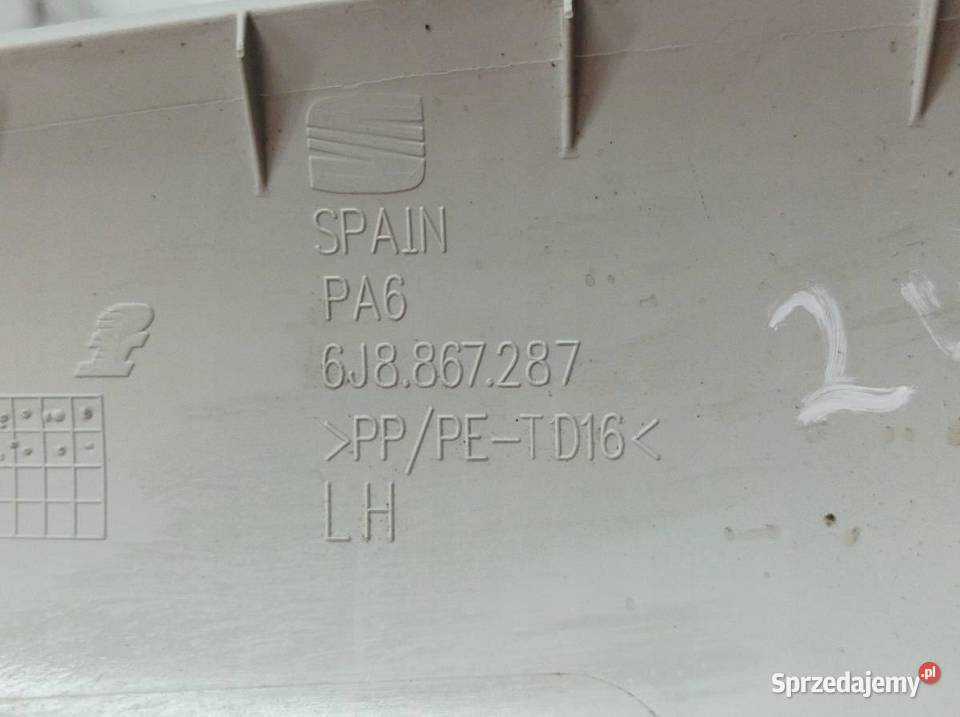 SPAIN
PA6
6J8.867.287
>PP/PE-TD16<
LH
2
Sprzedajemy.pl